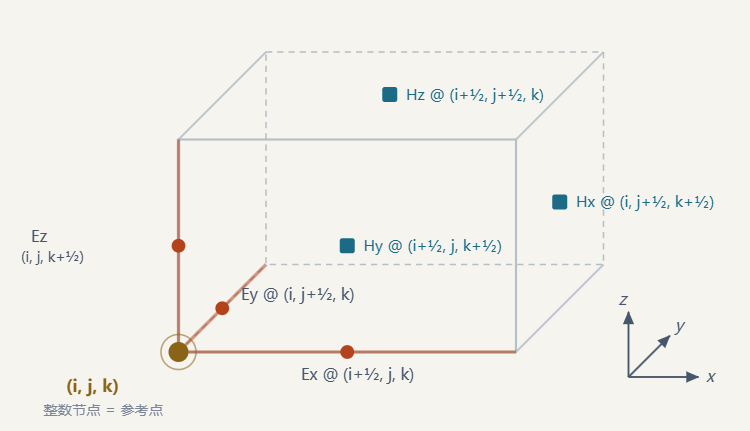 Hz @ (i+½, j+½, k)
Hx @ (i, j+½, k+½)
Ez
(i, j, k+½)
Hy @ (i+½, j, k+½)
Ey @ (i, j+½, k)
z
y
x
Ex @ (i+½, j, k)
(i, j, k)
整数节点 = 参考点